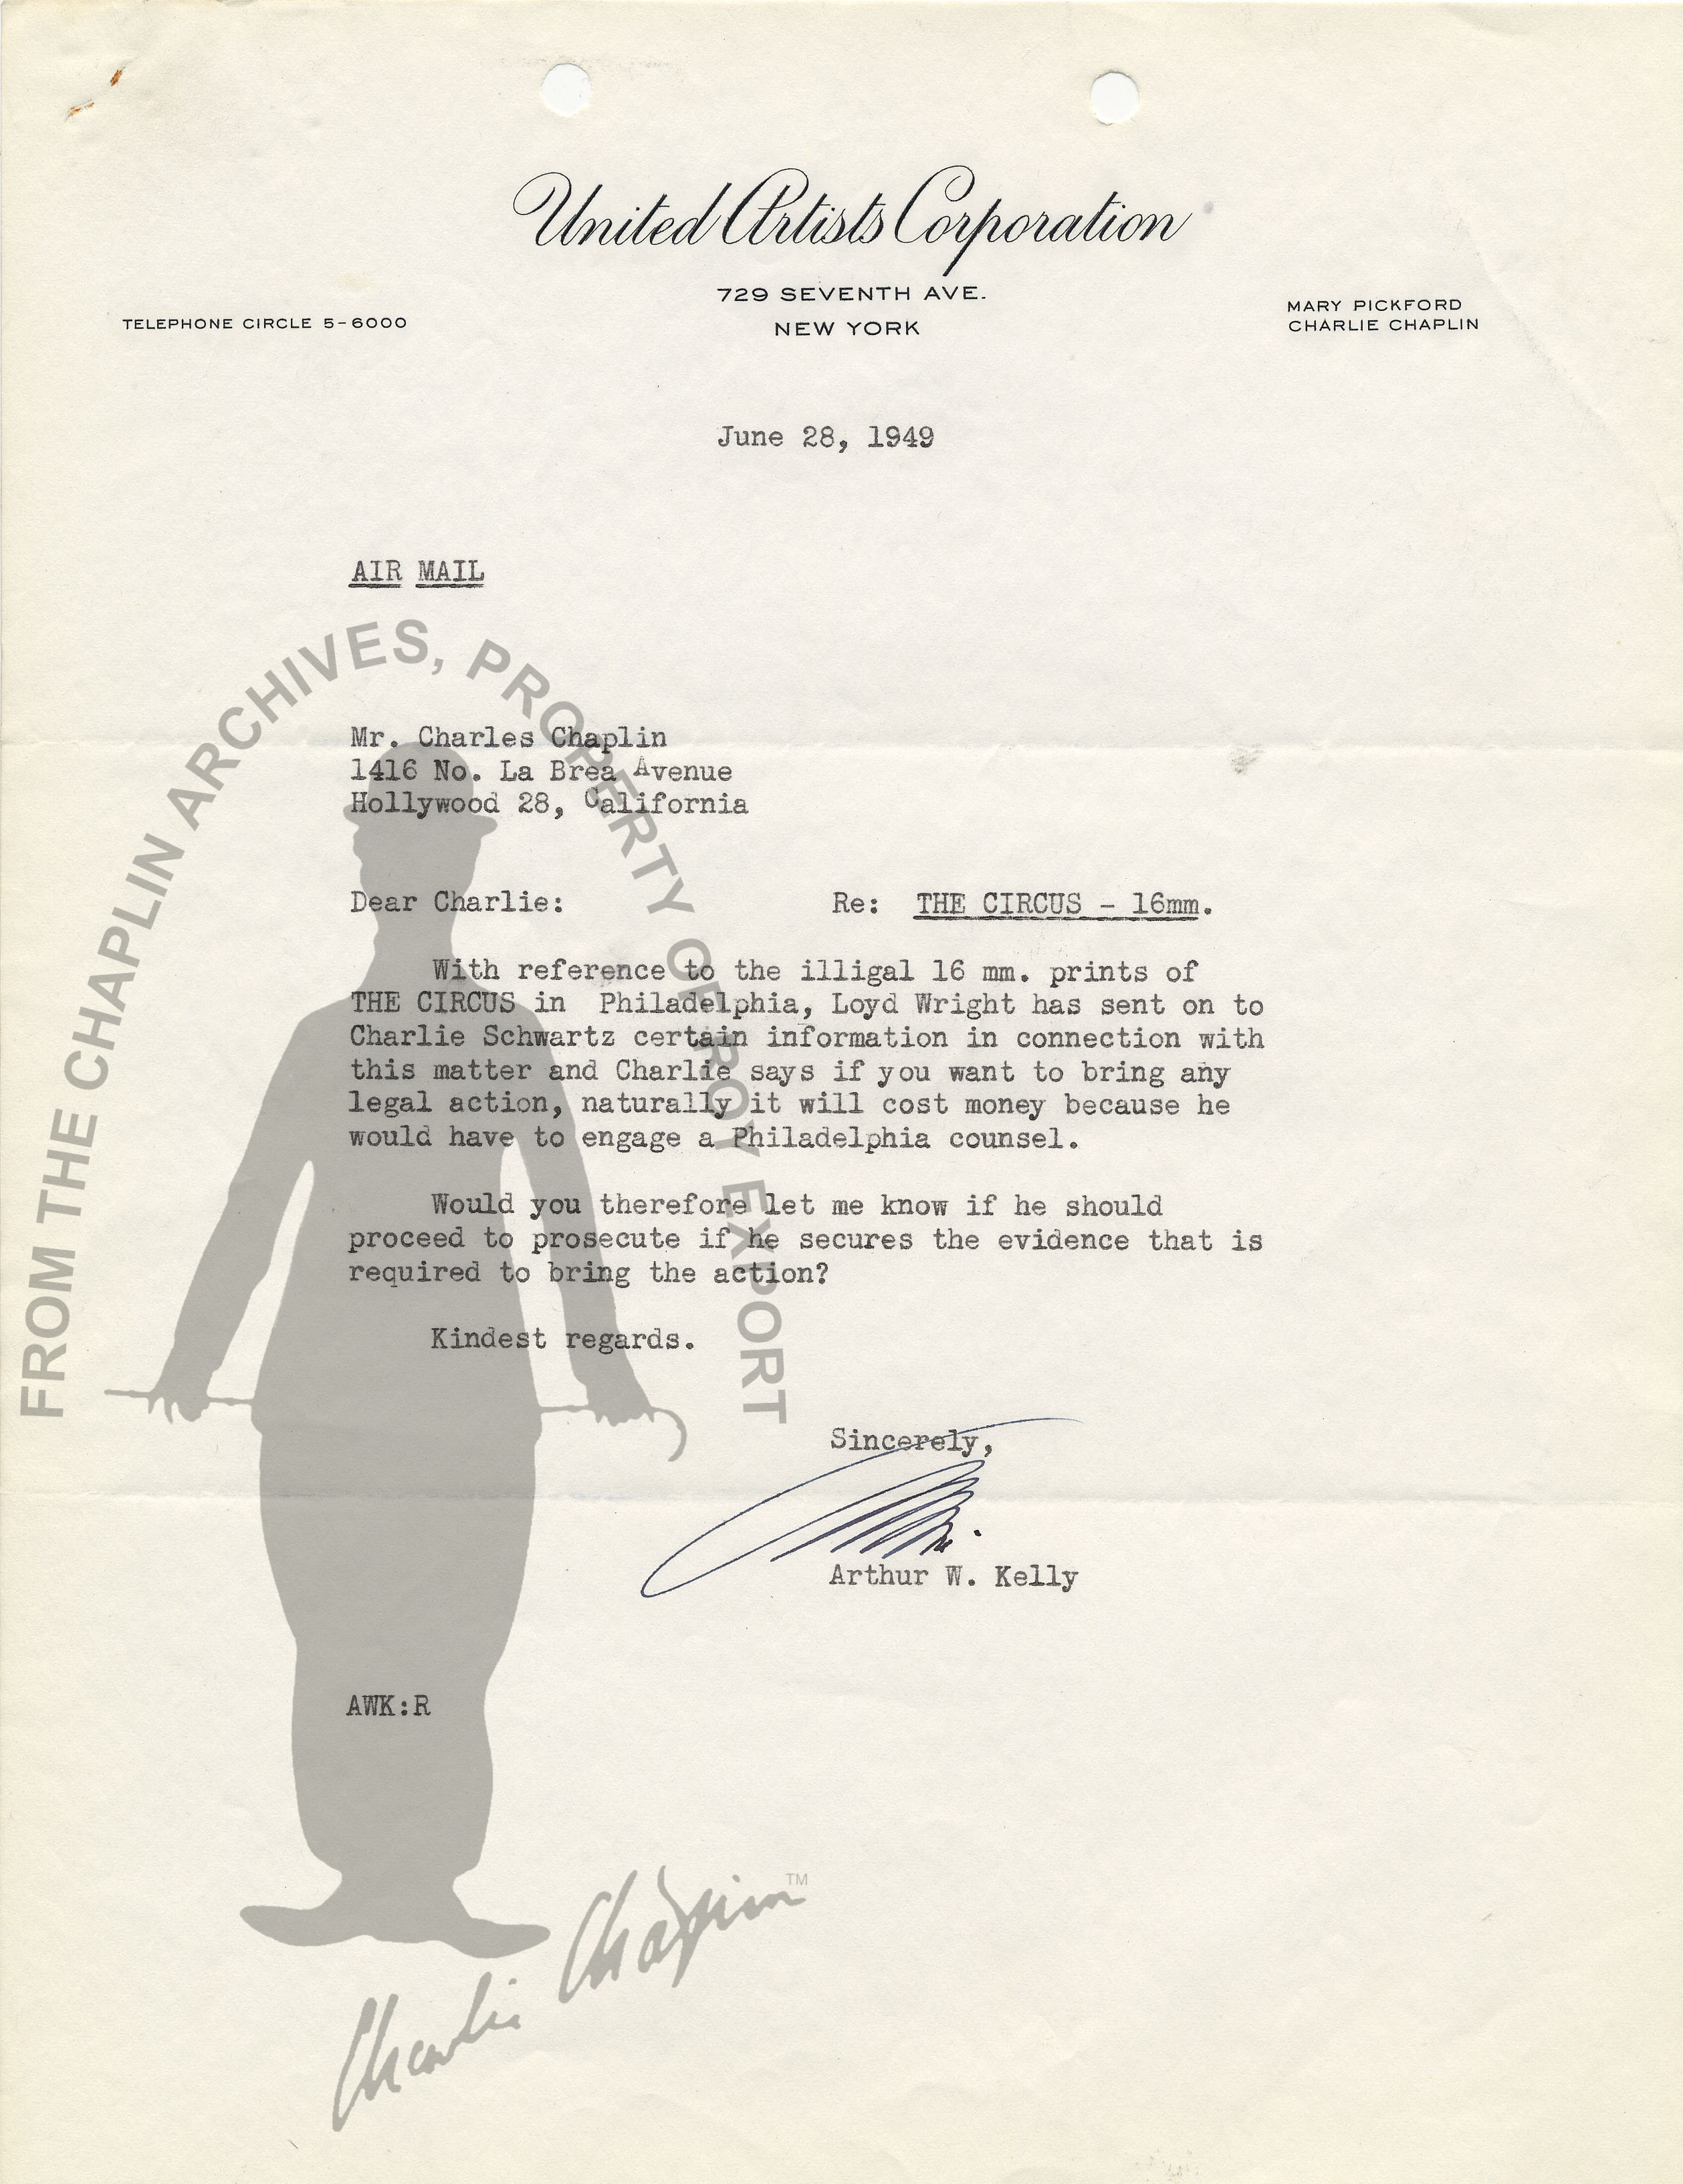 United Artists Corporation
729 SEVENTH AVE.
NEW YORK
TELEPHONE CIRCLE 5-6000
MARY PICKFORD
CHARLIE CHAPLIN
June 28, 1949
AIR MAIL
Mr. Charles Chaplin
1416 No. La Brea Avenue
Hollywood 28, California
Dear Charlie: Re: THE CIRCUS - 16mm.
With reference to the illigal 16 mm. prints of
THE CIRCUS in Philadelphia, Loyd Wright has sent on to
Charlie Schwartz certain information in connection with
this matter and Charlie says if you want to bring any
legal action, naturally it will cost money because he
would have to engage a Philadelphia counsel.
Would you therefore let me know if he should
proceed to prosecute if he secures the evidence that is
required to bring the action?
Kindest regards.
Sincerely,
Arthur W. Kelly
AWK:R
FROM THE CHAPLIN ARCHIVES, PROPERTY OF ROY EXPORT
Charlie Chaplin TM